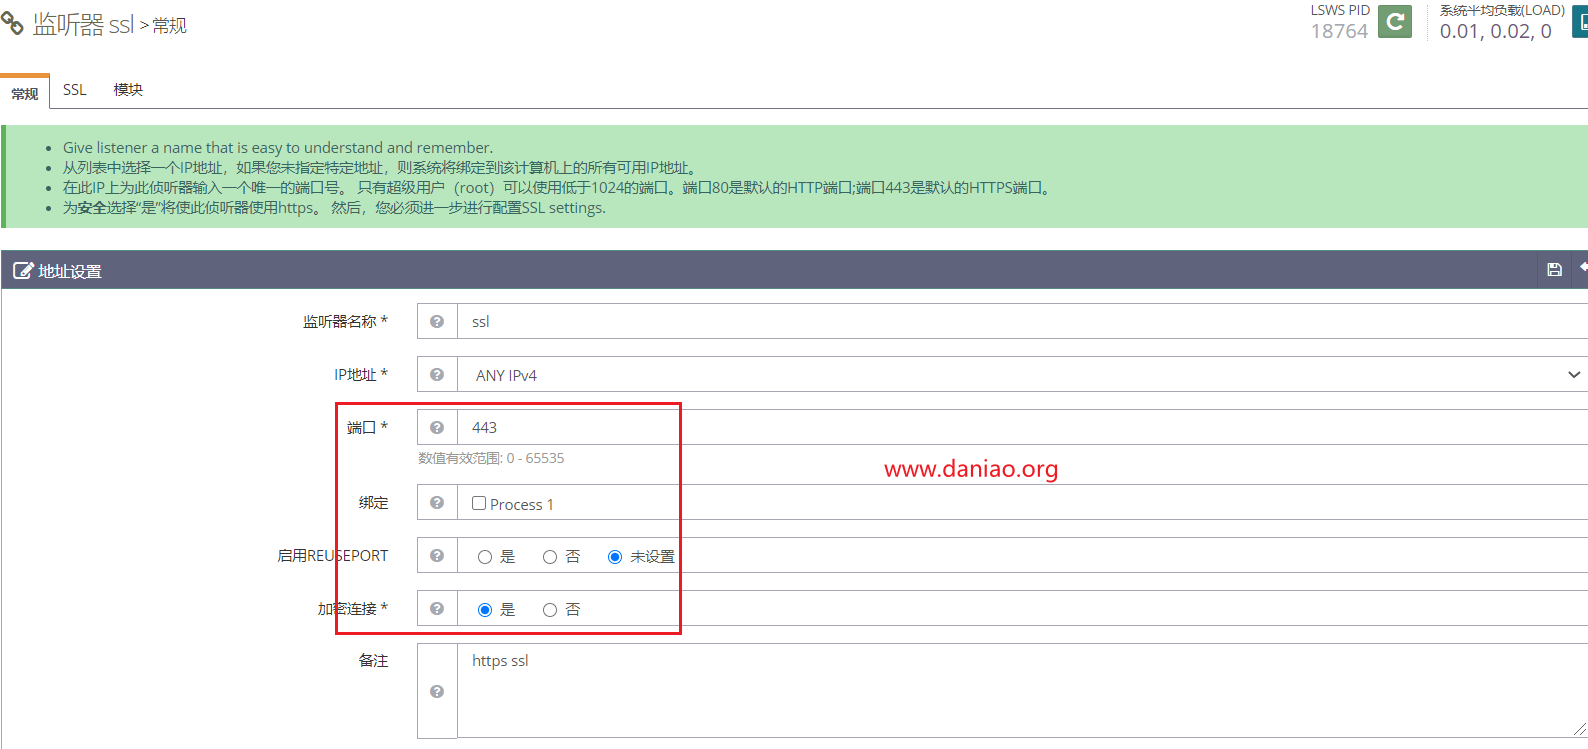 监听器 ssl > 常规
LSWS PID
18764
系统平均负载(LOAD)
0.01, 0.02, 0
常规
SSL
模块
Give listener a name that is easy to understand and remember.
从列表中选择一个IP地址，如果您未指定特定地址，则系统将绑定到该计算机上的所有可用IP地址。
在此IP上为此侦听器输入一个唯一的端口号。 只有超级用户（root）可以使用低于1024的端口。端口80是默认的HTTP端口;端口443是默认的HTTPS端口。
为安全选择“是”将使此侦听器使用https。 然后，您必须进一步进行配置SSL settings.
地址设置
监听器名称 * ssl
IP地址 * ANY IPv4
端口 * 443
数值有效范围: 0 - 65535
www.daniao.org
绑定 Process 1
启用REUSEPORT 是 否 未设置
加密连接 * 是 否
备注 https ssl